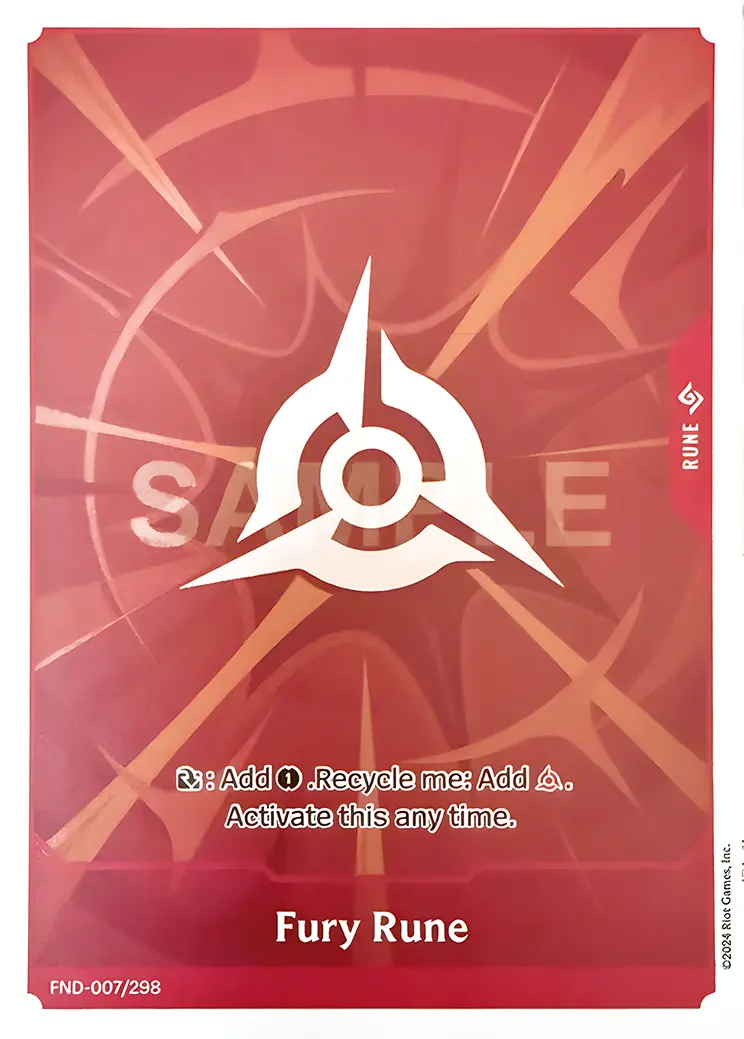 RUNE
SAMPLE
: Add 1 .Recycle me: Add .
Activate this any time.
Fury Rune
FND-007/298
©2024 Riot Games, Inc.